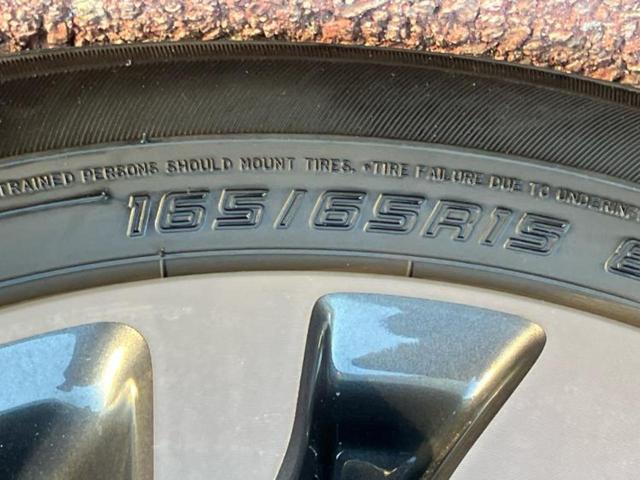 TRAINED PERSONS SHOULD MOUNT TIRES. •TIRE FAILURE DUE TO
165/65R15